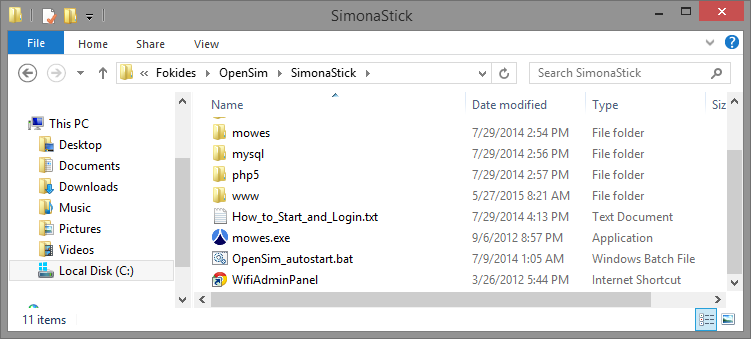 SimonaStick
File
« Fokides OpenSim SimonaStick
Search SimonaStick
Name Date modified Type Siz
This PC
Desktop
Documents
Downloads
Music
Pictures
Videos
Local Disk (C:)
mowes 7/29/2014 2:54 PM File folder
mysql 7/29/2014 2:56 PM File folder
php5 7/29/2014 2:57 PM File folder
www 5/27/2015 8:21 AM File folder
How_to_Start_and_Login.txt 7/29/2014 4:13 PM Text Document
mowes.exe 9/6/2012 8:57 PM Application
OpenSim_autostart.bat 7/9/2014 1:05 AM Windows Batch File
WifiAdminPanel 3/26/2012 5:44 PM Internet Shortcut
11 items